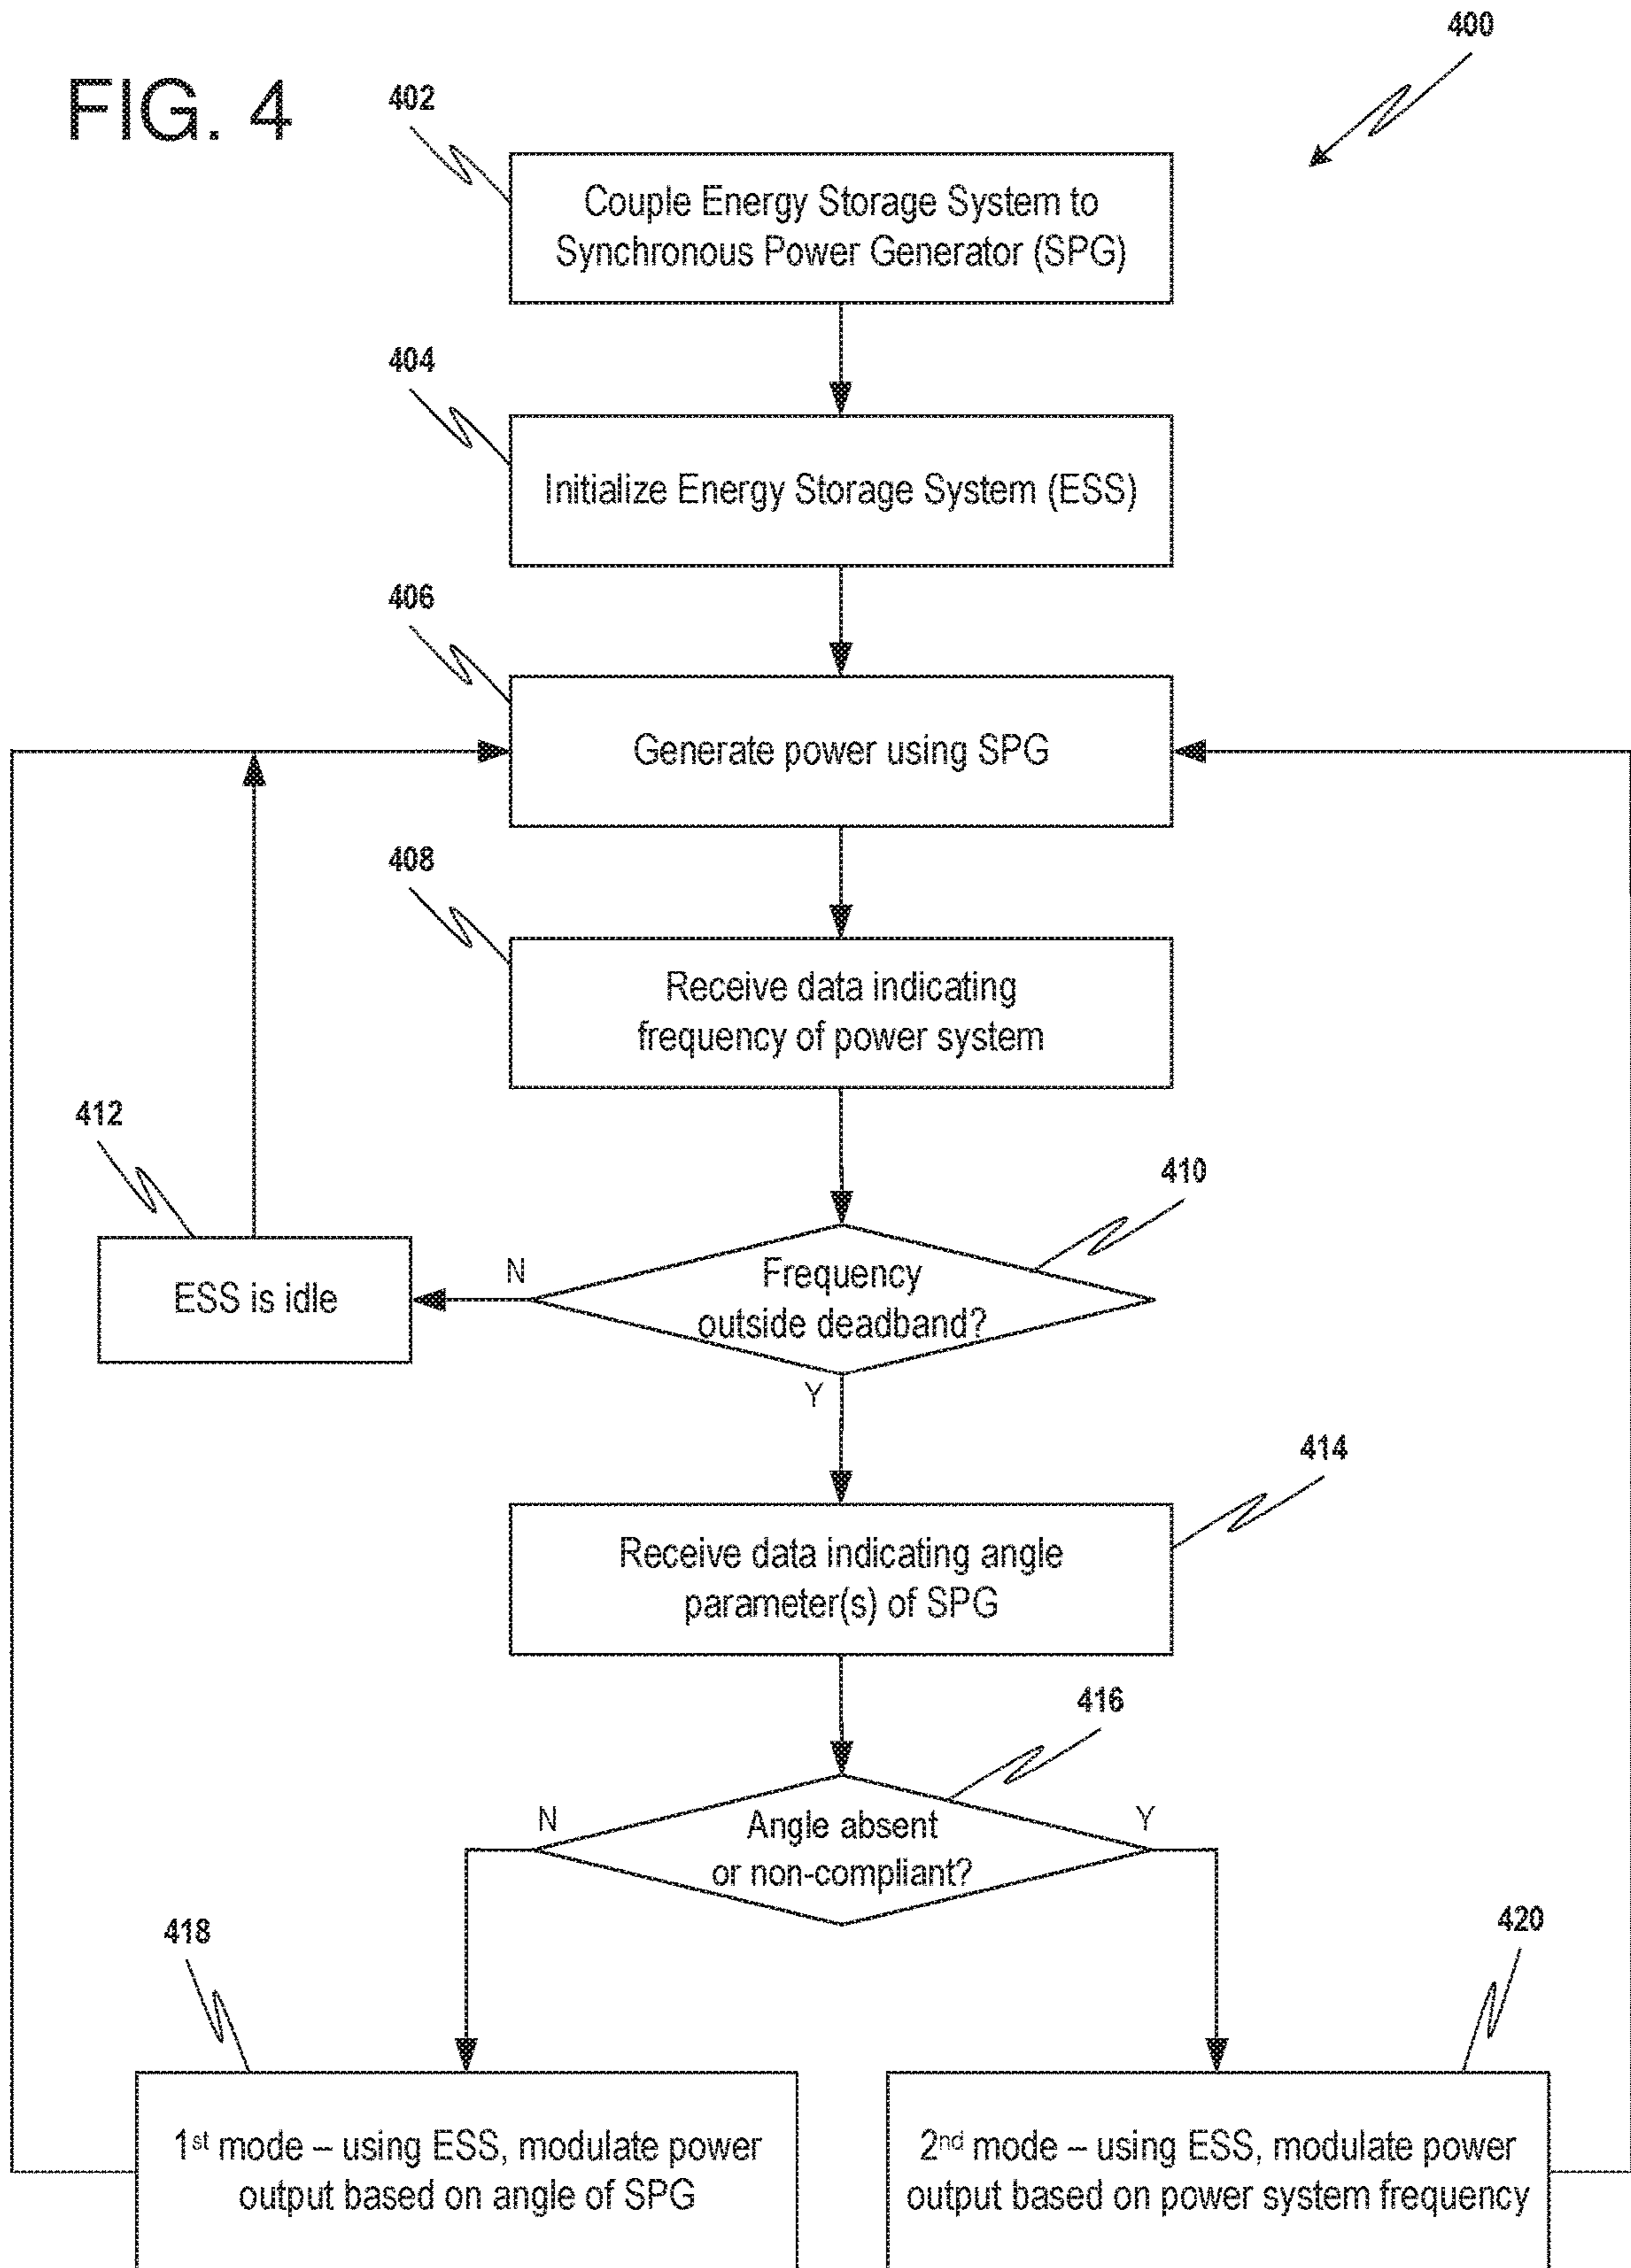 400
FIG. 4
402
Couple Energy Storage System to
Synchronous Power Generator (SPG)
404
Initialize Energy Storage System (ESS)
406
Generate power using SPG
408
Receive data indicating
frequency of power system
412
410
ESS is idle
N
Frequency
outside deadband?
Y
414
Receive data indicating angle
parameter(s) of SPG
416
N
Angle absent
or non-compliant?
Y
418
420
1st mode – using ESS, modulate power
output based on angle of SPG
2nd mode – using ESS, modulate power
output based on power system frequency